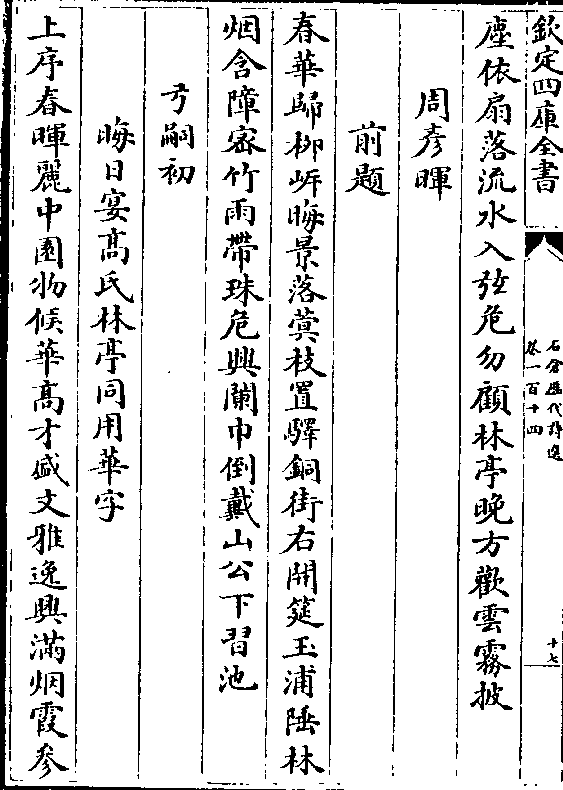 欽定四庫全書
石倉歷代詩選
卷一百十四
十七
塵依扇落流水入弦危勿顧林亭晚方歡雲霧披
周彥暉
前題
春華歸柳岍晦景落蓂枝置驛銅街右開筵玉浦陲林
烟含障密竹雨帶珠危興闌巾倒戴山公下習池
弓嗣初
晦日宴高氏林亭同用華字
上序春暉麗中園物候華高才盛文雅逸興滿烟霞參